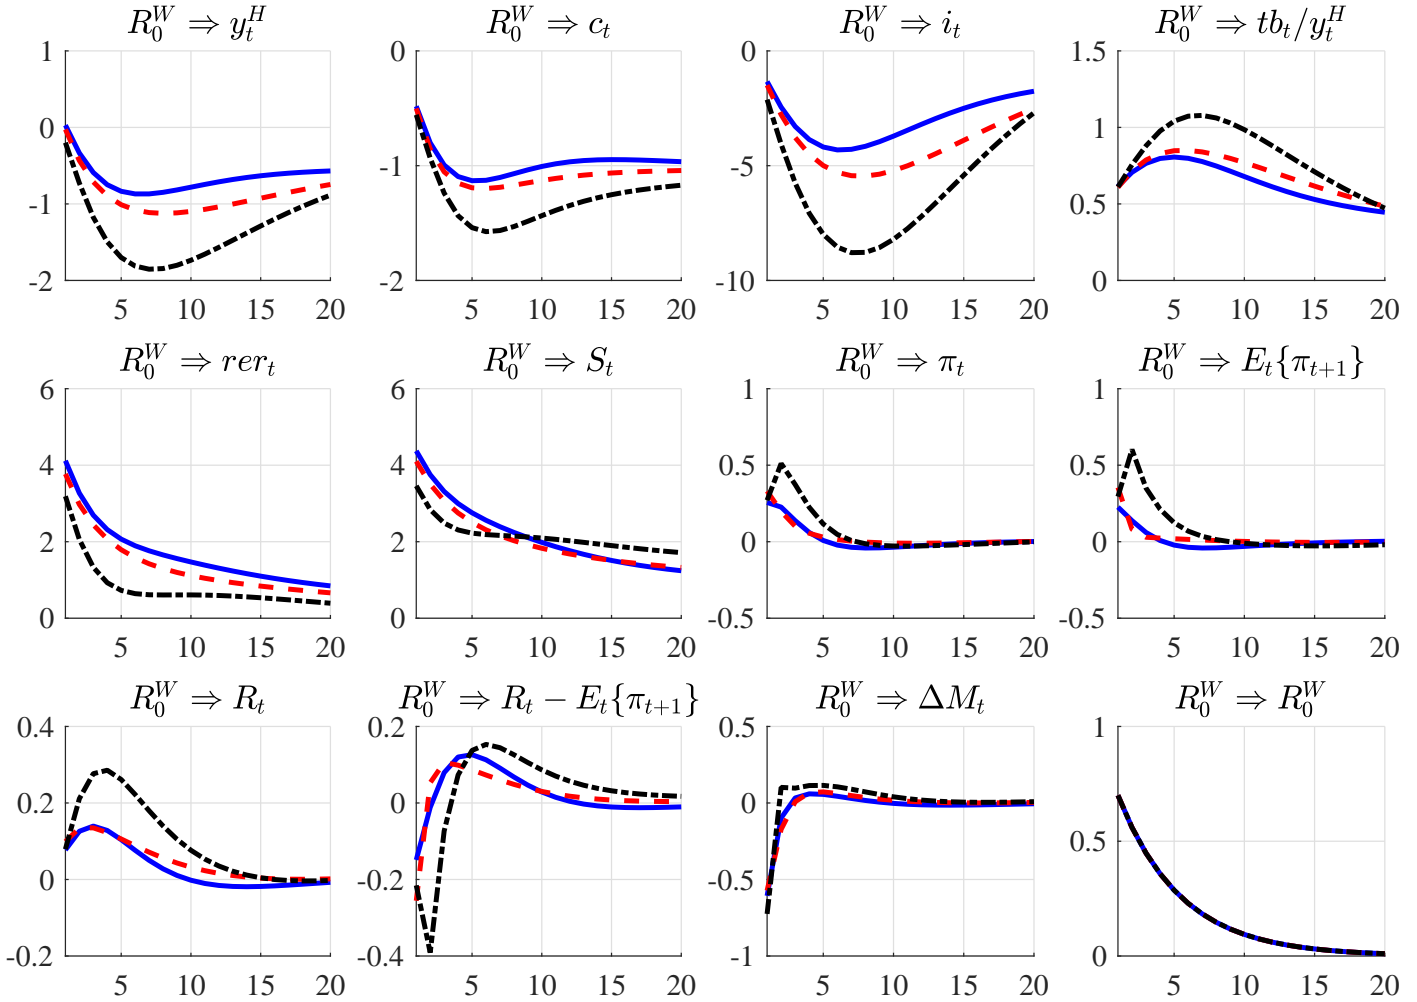 R_0^W ⇒ y_t^H
R_0^W ⇒ c_t
R_0^W ⇒ i_t
R_0^W ⇒ tb_t/y_t^H
1
0
-1
-2
5 10 15 20
0
-1
-2
5 10 15 20
0
-5
-10
5 10 15 20
1.5
1
0.5
0
5 10 15 20
R_0^W ⇒ rer_t
R_0^W ⇒ S_t
R_0^W ⇒ π_t
R_0^W ⇒ E_t{π_{t+1}}
6
4
2
0
5 10 15 20
6
4
2
0
5 10 15 20
1
0.5
0
-0.5
5 10 15 20
1
0.5
0
-0.5
5 10 15 20
R_0^W ⇒ R_t
R_0^W ⇒ R_t − E_t{π_{t+1}}
R_0^W ⇒ ΔM_t
R_0^W ⇒ R_0^W
0.4
0.2
0
-0.2
5 10 15 20
0.2
0
-0.2
-0.4
5 10 15 20
0.5
0
-0.5
-1
5 10 15 20
1
0.5
0
5 10 15 20